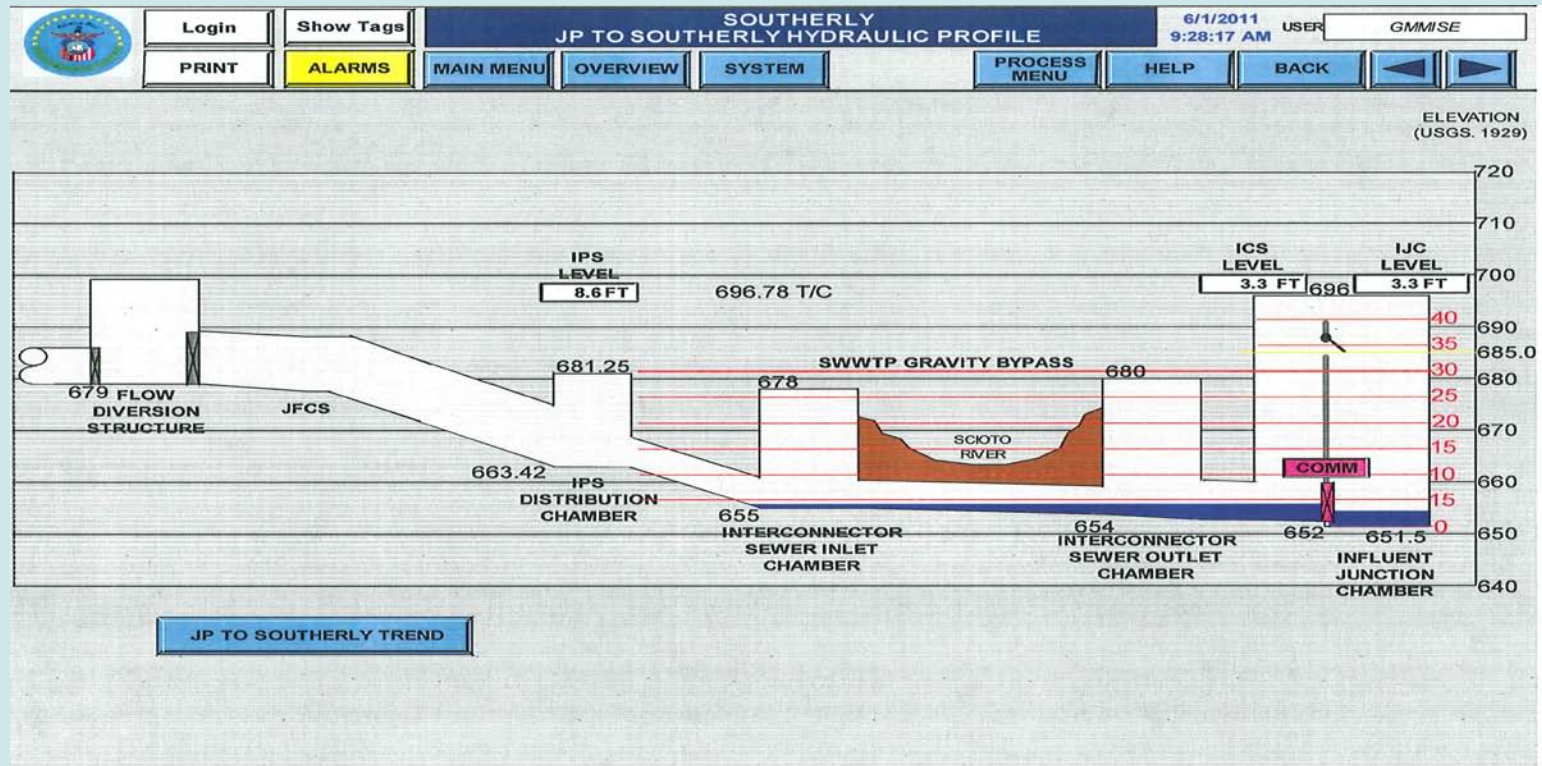 Login
Show Tags
SOUTHERLY
JP TO SOUTHERLY HYDRAULIC PROFILE
6/1/2011
9:28:17 AM
USER
GMMISE
PRINT
ALARMS
MAIN MENU
OVERVIEW
SYSTEM
PROCESS
MENU
HELP
BACK
ELEVATION
(USGS. 1929)
720
710
IPS
LEVEL
8.6 FT
696.78 T/C
ICS
LEVEL
3.3 FT
696
IJC
LEVEL
3.3 FT
700
40
690
35
685.0
681.25
SWWTP GRAVITY BYPASS
678
680
30
680
679 FLOW
DIVERSION
STRUCTURE
JFCS
25
20
670
SCIOTO
RIVER
15
663.42
COMM
10
660
IPS
DISTRIBUTION
CHAMBER
15
655
INTERCONNECTOR
SEWER INLET
CHAMBER
654
INTERCONNECTOR
SEWER OUTLET
CHAMBER
652
651.5
0
650
INFLUENT
JUNCTION
CHAMBER
640
JP TO SOUTHERLY TREND